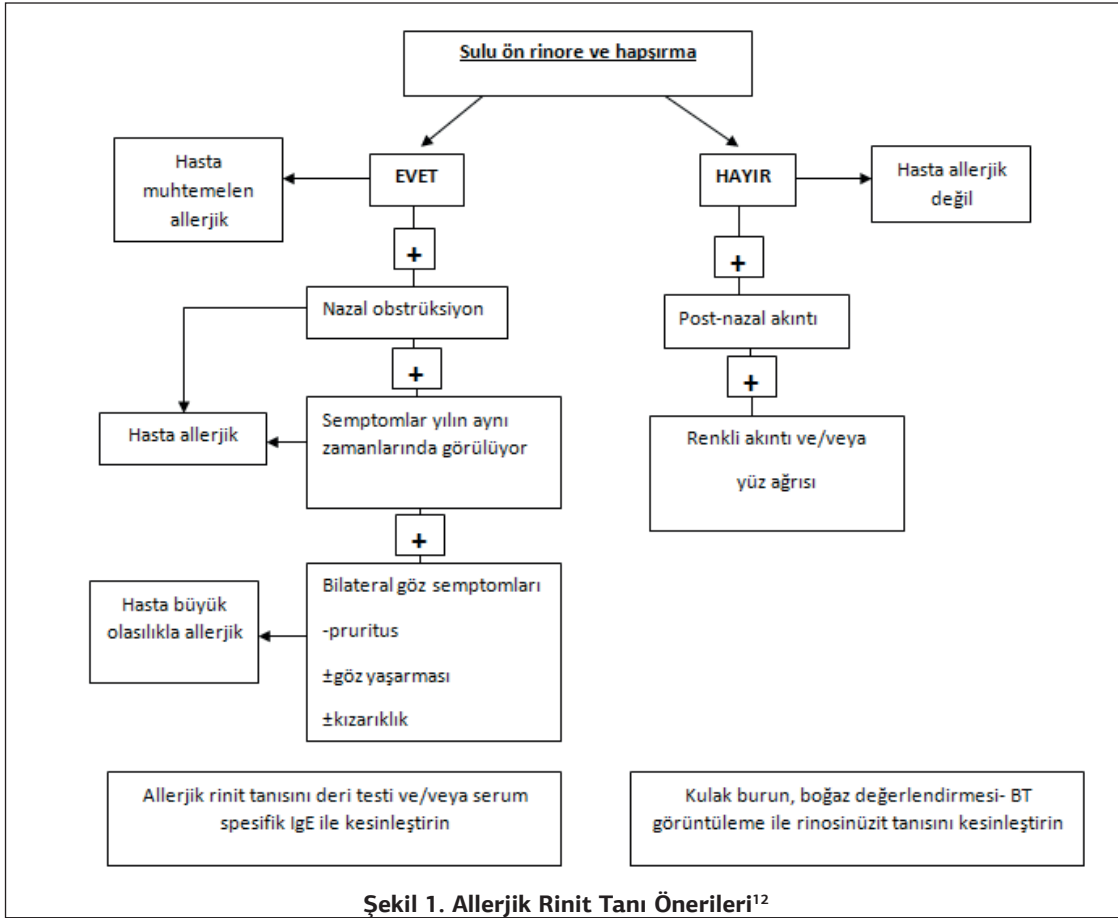 Sulu ön rinore ve hapşırma
Hasta
muhtemelen
allerjik
EVET
HAYIR
Hasta allerjik
değil
+
+
Nazal obstrüksiyon
Post-nazal akıntı
+
+
Hasta allerjik
Semptomlar yılın aynı
zamanlarında görülüyor
Renkli akıntı ve/veya
yüz ağrısı
+
Hasta büyük
olasılıkla allerjik
Bilateral göz semptomları
-pruritus
±göz yaşarması
±kızarıklık
Allerjik rinit tanısını deri testi ve/veya serum
spesifik IgE ile kesinleştirin
Kulak burun, boğaz değerlendirmesi- BT
görüntüleme ile rinosinüzit tanısını kesinleştirin
Şekil 1. Allerjik Rinit Tanı Önerileri¹²